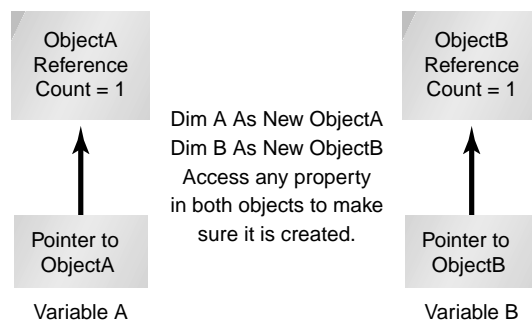 ObjectA
Reference
Count = 1
ObjectB
Reference
Count = 1
Dim A As New ObjectA
Dim B As New ObjectB
Access any property
in both objects to make
sure it is created.
Pointer to
ObjectA
Pointer to
ObjectB
Variable A
Variable B